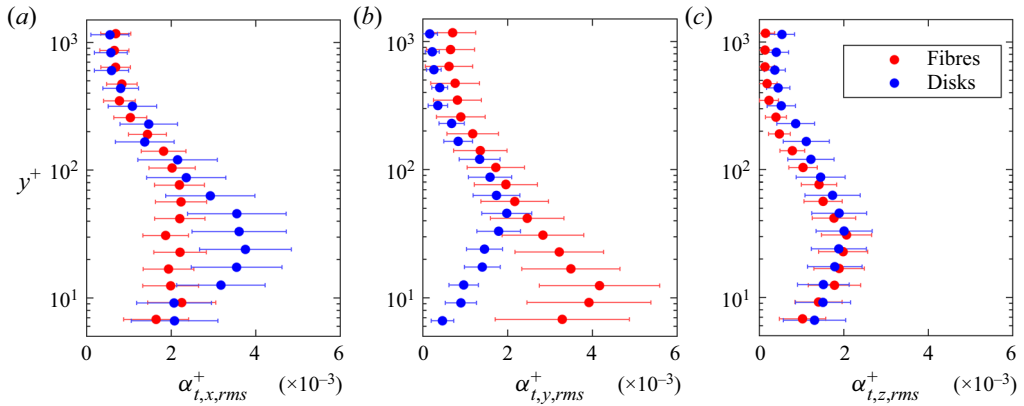 (a) (b) (c)
10³ 10³ 10³
Fibres
Disks
10² 10² 10²
y⁺
10¹ 10¹ 10¹
0 2 4 6 0 2 4 6 0 2 4 6
α⁺t,x,rms (×10⁻³) α⁺t,y,rms (×10⁻³) α⁺t,z,rms (×10⁻³)